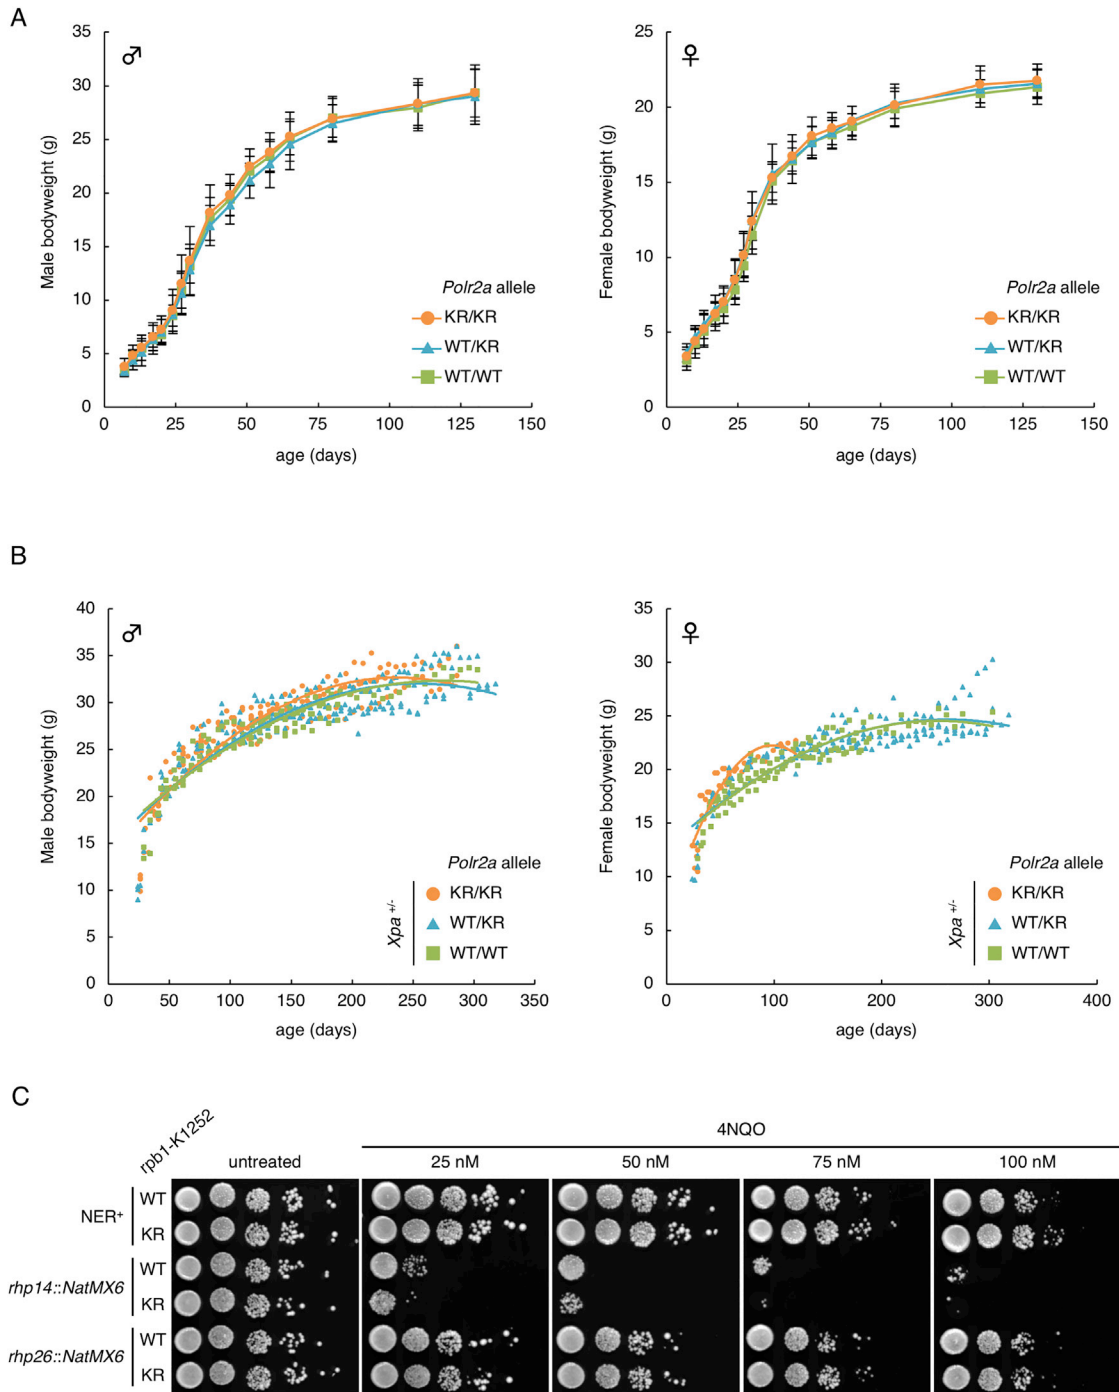 A
♂
♀
Male bodyweight (g)
35
30
25
20
15
10
5
0
0 25 50 75 100 125 150
age (days)
Polr2a allele
KR/KR
WT/KR
WT/WT
Female bodyweight (g)
25
20
15
10
5
0
0 25 50 75 100 125 150
age (days)
Polr2a allele
KR/KR
WT/KR
WT/WT
B
♂
♀
Male bodyweight (g)
40
35
30
25
20
15
10
5
0
0 50 100 150 200 250 300 350
age (days)
Polr2a allele
Xpa +/-
KR/KR
WT/KR
WT/WT
Female bodyweight (g)
35
30
25
20
15
10
5
0
0 100 200 300 400
age (days)
Polr2a allele
Xpa +/-
KR/KR
WT/KR
WT/WT
C
rpb1-K1252
4NQO
untreated 25 nM 50 nM 75 nM 100 nM
NER+
WT
KR
rhp14::NatMX6
WT
KR
rhp26::NatMX6
WT
KR